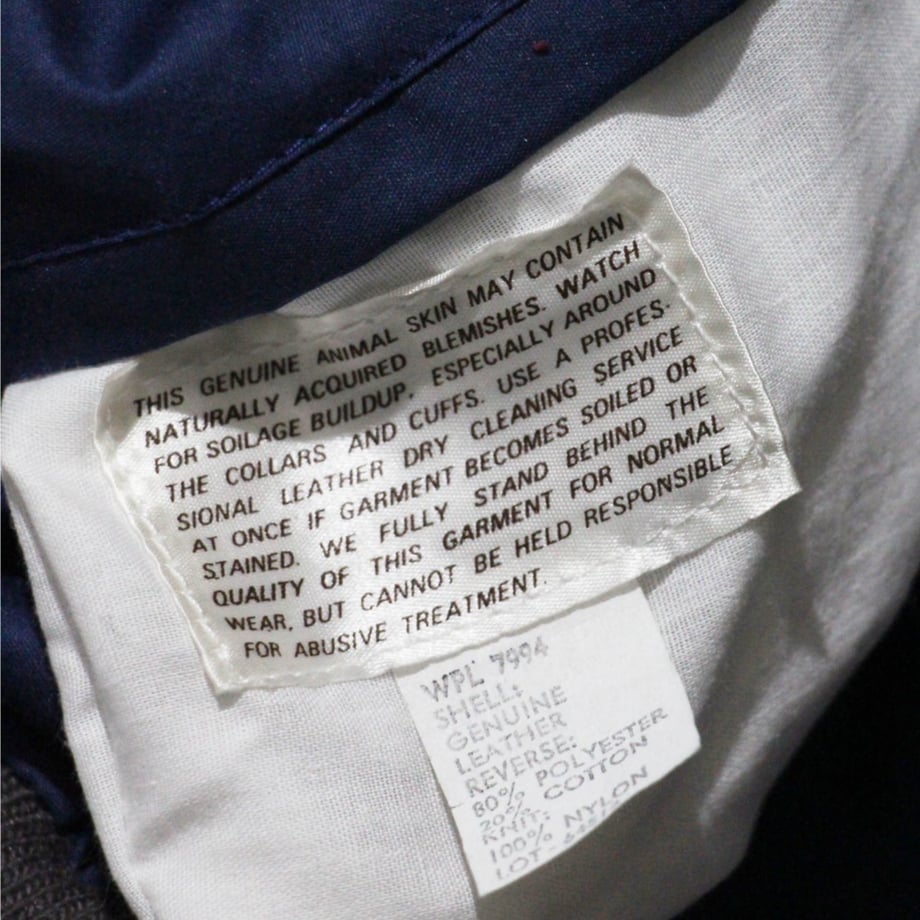 THIS GENUINE ANIMAL SKIN MAY CONTAIN
NATURALLY ACQUIRED BLEMISHES. WATCH
FOR SOILAGE BUILDUP, ESPECIALLY AROUND
THE COLLARS AND CUFFS. USE A PROFES-
SIONAL LEATHER DRY CLEANING SERVICE
AT ONCE IF GARMENT BECOMES SOILED OR
STAINED. WE FULLY STAND BEHIND THE
QUALITY OF THIS GARMENT FOR NORMAL
WEAR, BUT CANNOT BE HELD RESPONSIBLE
FOR ABUSIVE TREATMENT.
WPL 7994
SHELL:
GENUINE
LEATHER
REVERSE:
80% POLYESTER
20% COTTON
KNIT:
100% NYLON
LOT-